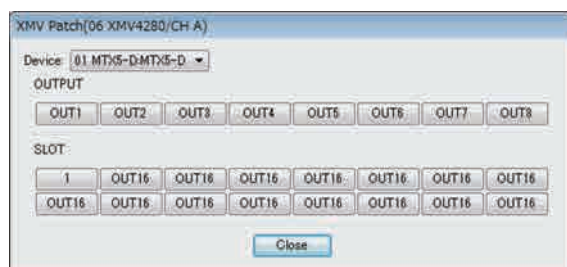 XMV Patch(06 XMV4280/CH A)
Device: 01 MTX5-D:MTX5-D
OUTPUT
OUT1 OUT2 OUT3 OUT4 OUT5 OUT6 OUT7 OUT8
SLOT
1 OUT16 OUT16 OUT16 OUT16 OUT16 OUT16 OUT16
OUT16 OUT16 OUT16 OUT16 OUT16 OUT16 OUT16 OUT16
Close